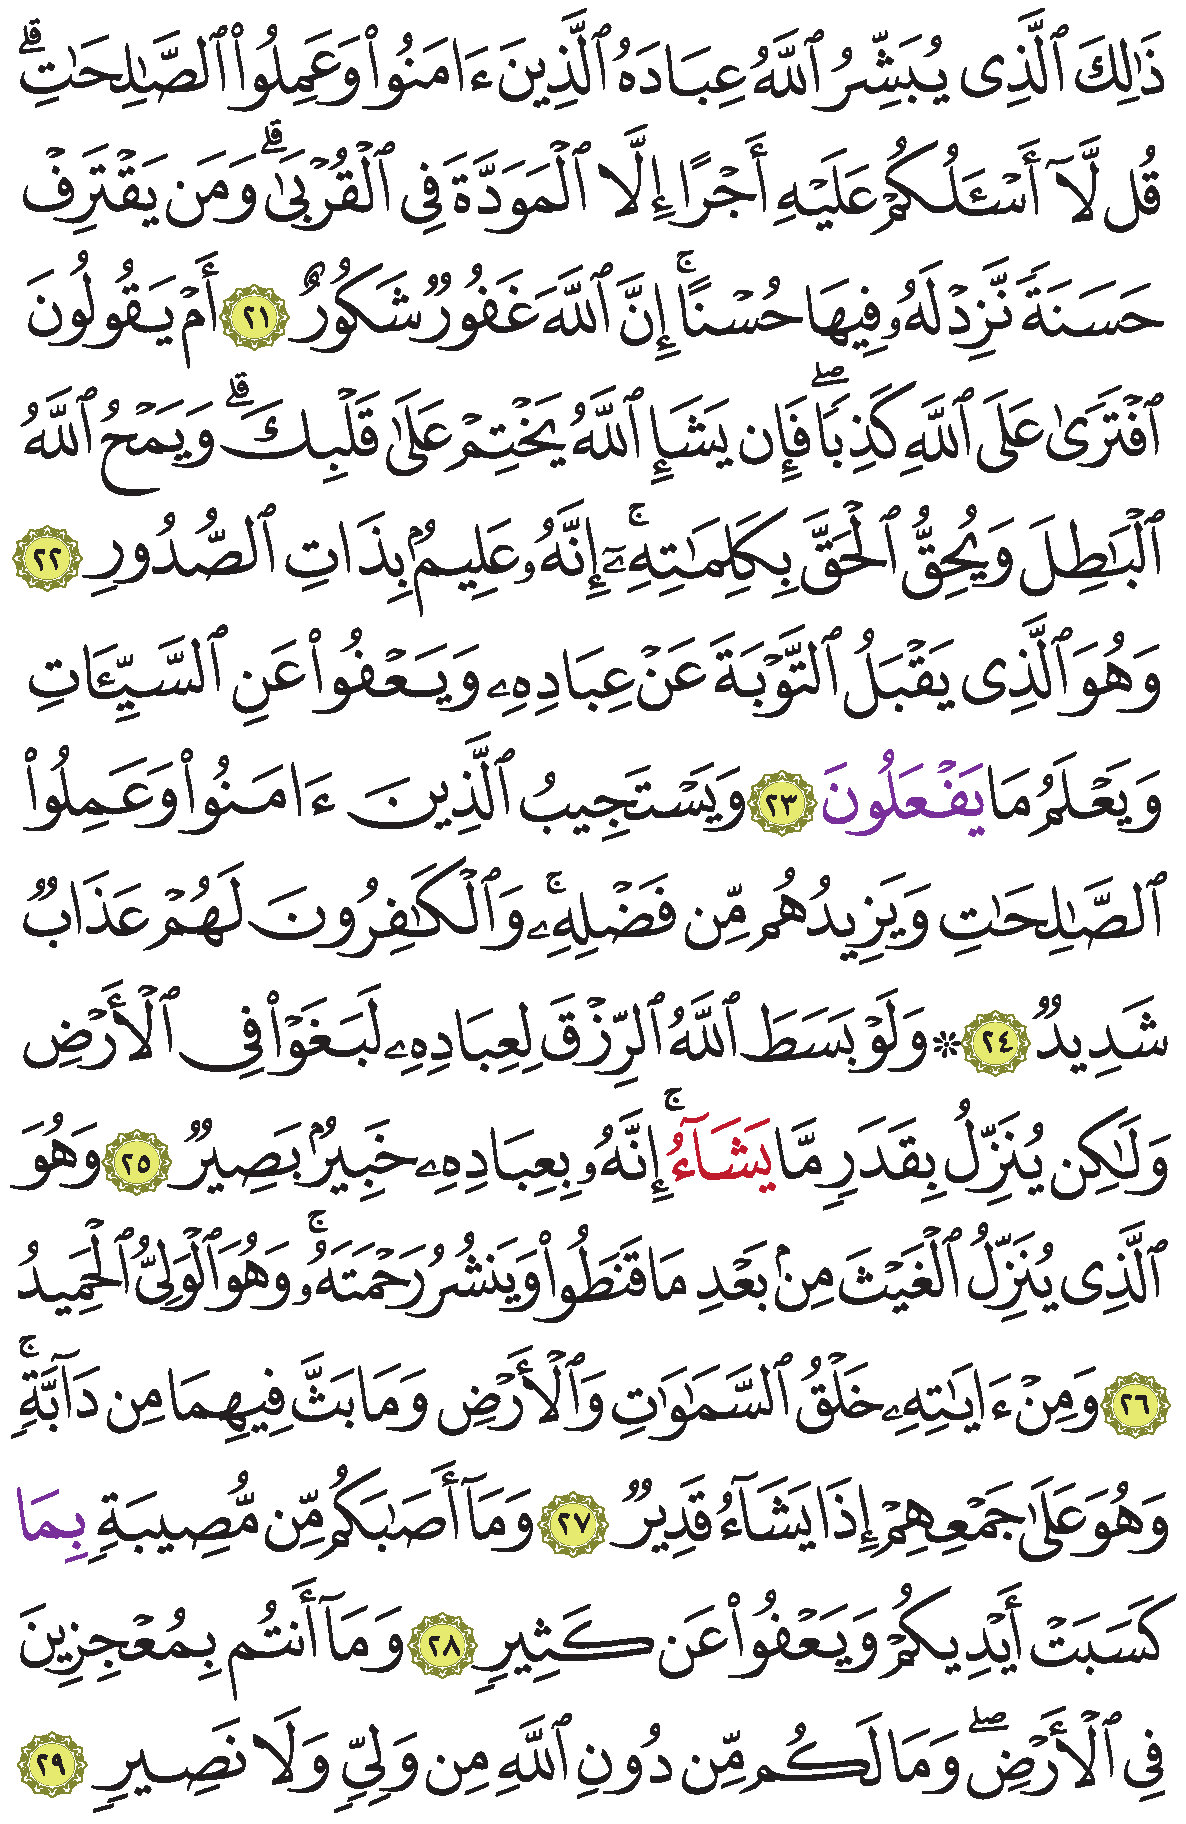 ذَٰلِكَ ٱلَّذِى يُبَشِّرُ ٱللَّهُ عِبَادَهُ ٱلَّذِينَ ءَامَنُوا۟ وَعَمِلُوا۟ ٱلصَّـٰلِحَـٰتِ ۗ
قُل لَّآ أَسْـَٔلُكُمْ عَلَيْهِ أَجْرًا إِلَّا ٱلْمَوَدَّةَ فِى ٱلْقُرْبَىٰ ۗ وَمَن يَقْتَرِفْ
حَسَنَةً نَّزِدْ لَهُۥ فِيهَا حُسْنًا ۚ إِنَّ ٱللَّهَ غَفُورٌ شَكُورٌ ٢١ أَمْ يَقُولُونَ
ٱفْتَرَىٰ عَلَى ٱللَّهِ كَذِبًا ۖ فَإِن يَشَإِ ٱللَّهُ يَخْتِمْ عَلَىٰ قَلْبِكَ ۗ وَيَمْحُ ٱللَّهُ
ٱلْبَـٰطِلَ وَيُحِقُّ ٱلْحَقَّ بِكَلِمَـٰتِهِۦٓ ۚ إِنَّهُۥ عَلِيمٌۢ بِذَاتِ ٱلصُّدُورِ ٢٢
وَهُوَ ٱلَّذِى يَقْبَلُ ٱلتَّوْبَةَ عَنْ عِبَادِهِۦ وَيَعْفُوا۟ عَنِ ٱلسَّيِّـَٔاتِ
وَيَعْلَمُ مَا يَفْعَلُونَ ٢٣ وَيَسْتَجِيبُ ٱلَّذِينَ ءَامَنُوا۟ وَعَمِلُوا۟
ٱلصَّـٰلِحَـٰتِ وَيَزِيدُهُم مِّن فَضْلِهِۦ ۚ وَٱلْكَـٰفِرُونَ لَهُمْ عَذَابٌ
شَدِيدٌ ٢٤ ۞ وَلَوْ بَسَطَ ٱللَّهُ ٱلرِّزْقَ لِعِبَادِهِۦ لَبَغَوْا۟ فِى ٱلْأَرْضِ
وَلَـٰكِن يُنَزِّلُ بِقَدَرٍ مَّا يَشَآءُ ۚ إِنَّهُۥ بِعِبَادِهِۦ خَبِيرٌۢ بَصِيرٌ ٢٥ وَهُوَ
ٱلَّذِى يُنَزِّلُ ٱلْغَيْثَ مِنۢ بَعْدِ مَا قَنَطُوا۟ وَيَنشُرُ رَحْمَتَهُۥ ۚ وَهُوَ ٱلْوَلِىُّ ٱلْحَمِيدُ
٢٦ وَمِنْ ءَايَـٰتِهِۦ خَلْقُ ٱلسَّمَـٰوَٰتِ وَٱلْأَرْضِ وَمَا بَثَّ فِيهِمَا مِن دَآبَّةٍ ۚ
وَهُوَ عَلَىٰ جَمْعِهِمْ إِذَا يَشَآءُ قَدِيرٌ ٢٧ وَمَآ أَصَـٰبَكُم مِّن مُّصِيبَةٍ بِمَا
كَسَبَتْ أَيْدِيكُمْ وَيَعْفُوا۟ عَن كَثِيرٍ ٢٨ وَمَآ أَنتُم بِمُعْجِزِينَ
فِى ٱلْأَرْضِ ۖ وَمَا لَكُم مِّن دُونِ ٱللَّهِ مِن وَلِىٍّ وَلَا نَصِيرٍ ٢٩